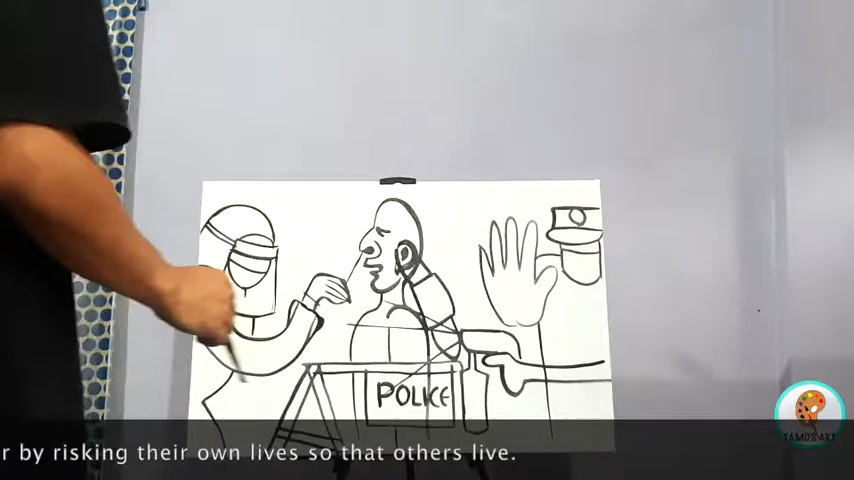 POLICE
r by risking their own lives so that others live.
TAMO'S ART